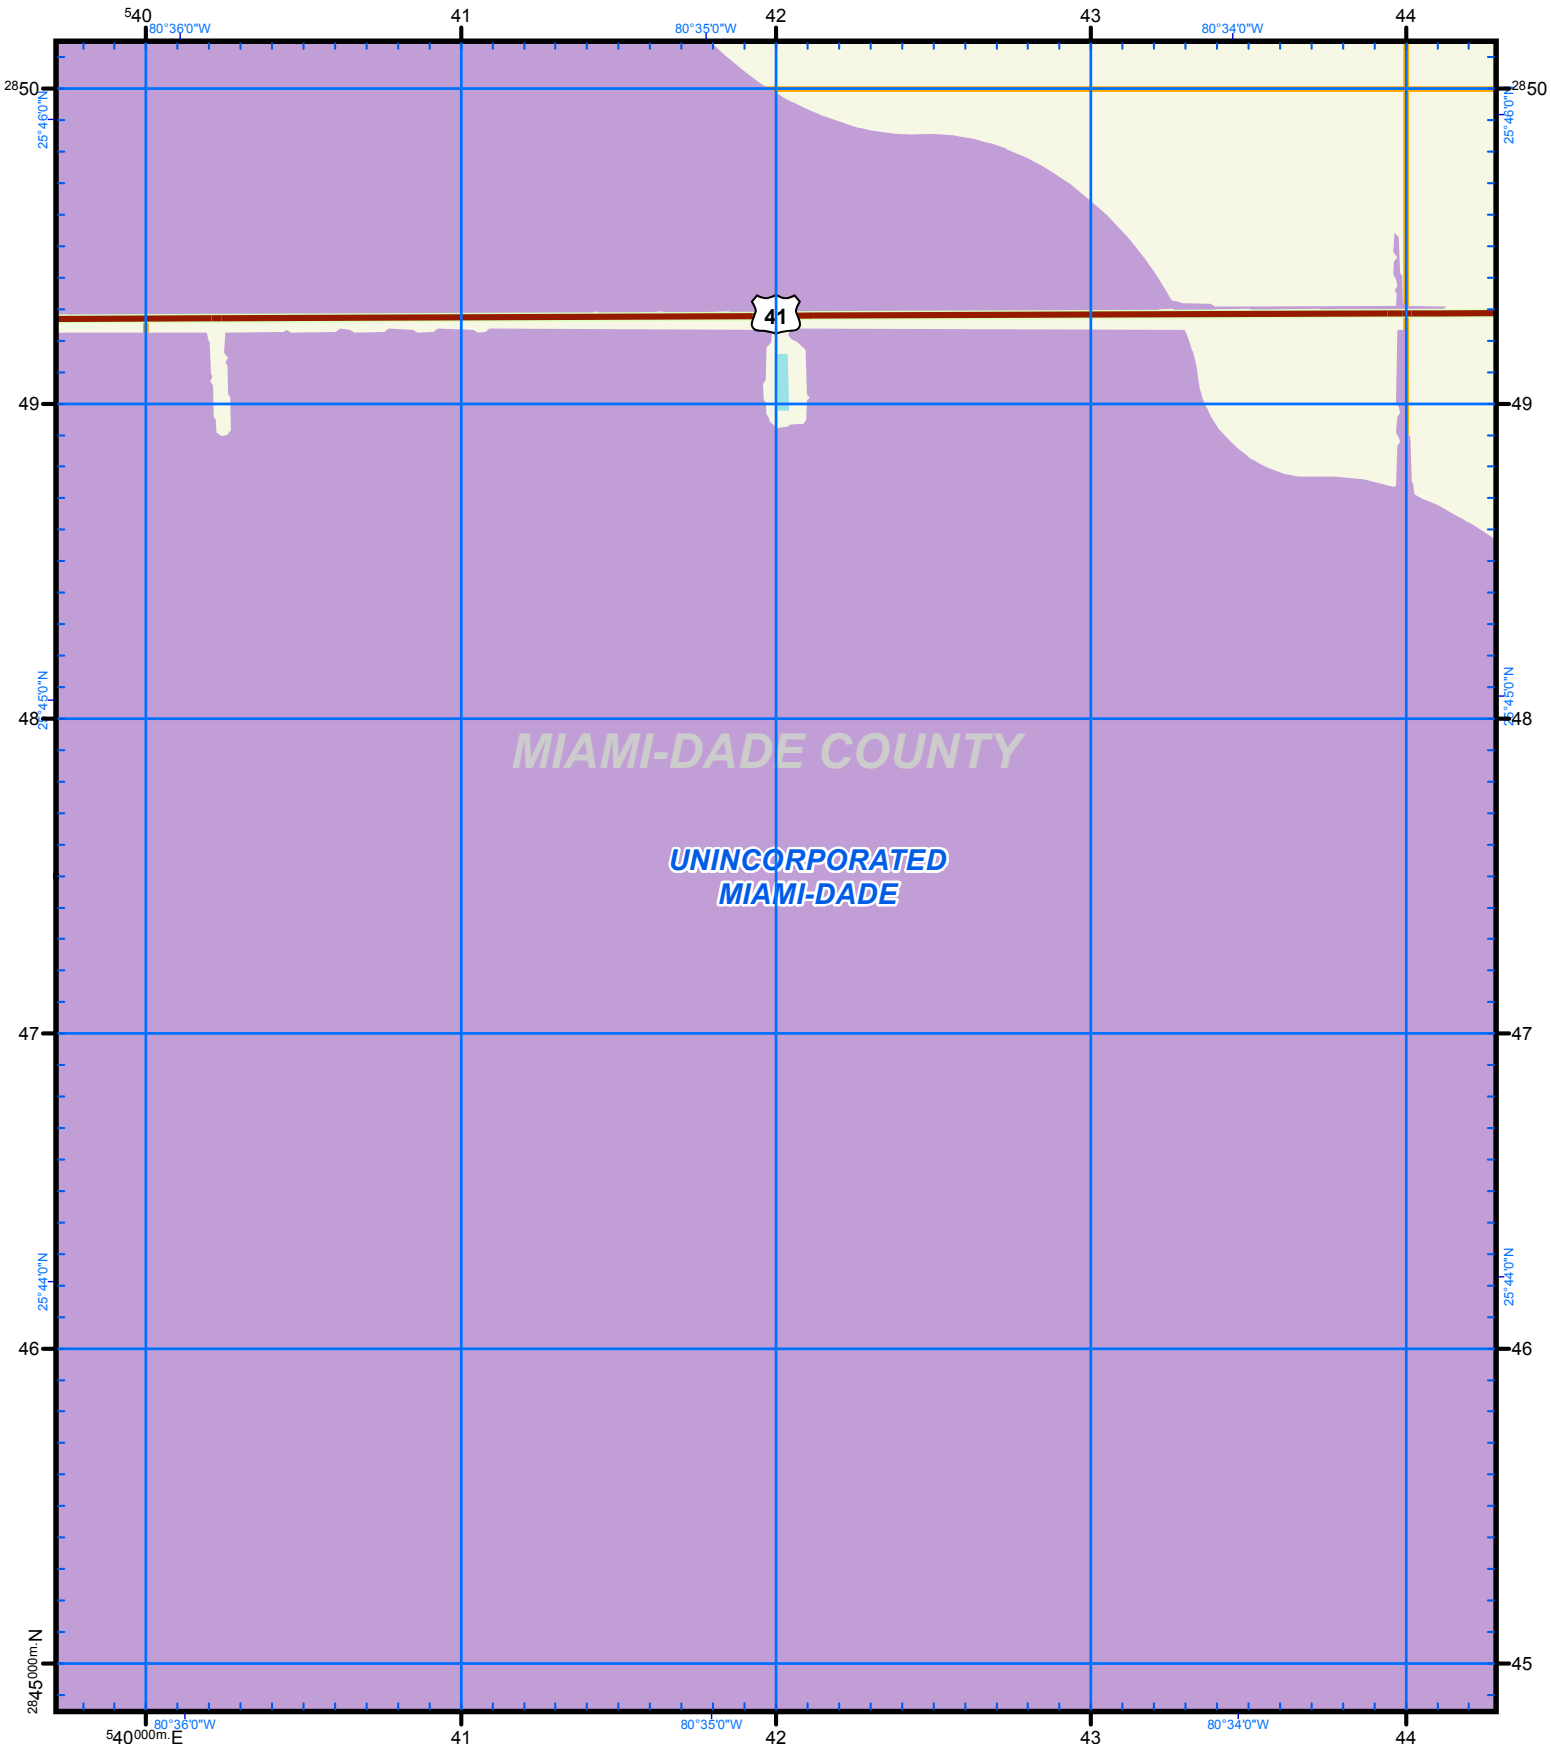 540 41 42 43 44
80°36'0"W 80°35'0"W 80°34'0"W
2850 2850
25°46'0"N 25°46'0"N
41
49 49
25°45'0"N 25°45'0"N
48 48
MIAMI-DADE COUNTY
UNINCORPORATED
MIAMI-DADE
47 47
25°44'0"N 25°44'0"N
46 46
2845000m.N 45
80°36'0"W 80°35'0"W 80°34'0"W
540000m.E 41 42 43 44